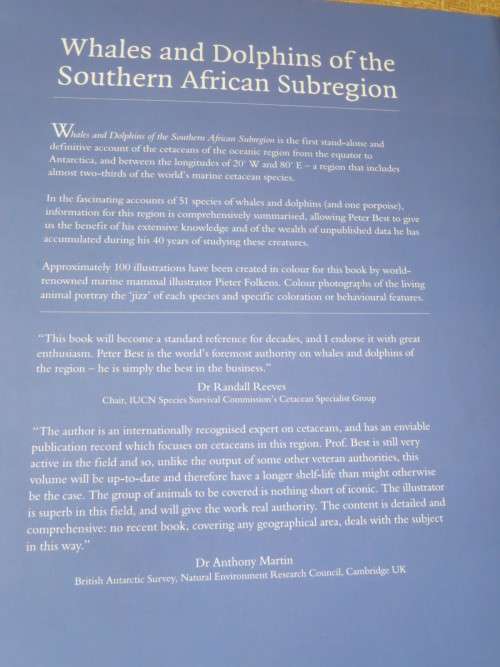 Whales and Dolphins of the
Southern African Subregion
Whales and Dolphins of the Southern African Subregion is the first stand-alone and
definitive account of the cetaceans of the oceanic region from the equator to
Antarctica, and between the longitudes of 20° W and 80° E – a region that includes
almost two-thirds of the world's marine cetacean species.
In the fascinating accounts of 51 species of whales and dolphins (and one porpoise),
information for this region is comprehensively summarised, allowing Peter Best to give
us the benefit of his extensive knowledge and of the wealth of unpublished data he has
accumulated during his 40 years of studying these creatures.
Approximately 100 illustrations have been created in colour for this book by world-
renowned marine mammal illustrator Pieter Folkens. Colour photographs of the living
animal portray the 'jizz' of each species and specific coloration or behavioural features.
"This book will become a standard reference for decades, and I endorse it with great
enthusiasm. Peter Best is the world's foremost authority on whales and dolphins of
the region – he is simply the best in the business."
Dr Randall Reeves
Chair, IUCN Species Survival Commission's Cetacean Specialist Group
"The author is an internationally recognised expert on cetaceans, and has an enviable
publication record which focuses on cetaceans in this region. Prof. Best is still very
active in the field and so, unlike the output of some other veteran authorities, this
volume will be up-to-date and therefore have a longer shelf-life than might otherwise
be the case. The group of animals to be covered is nothing short of iconic. The illustrator
is superb in this field, and will give the work real authority. The content is detailed and
comprehensive: no recent book, covering any geographical area, deals with the subject
in this way."
Dr Anthony Martin
British Antarctic Survey, Natural Environment Research Council, Cambridge UK